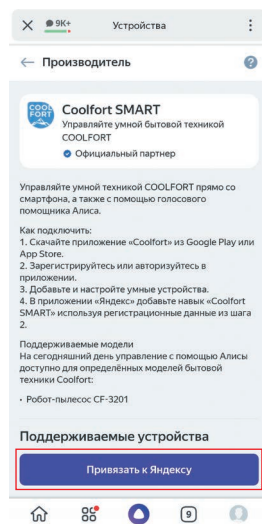 9K+
Устройства
Производитель
?
COOL
FORT
Coolfort SMART
Управляйте умной бытовой техникой
COOLFORT
Официальный партнер
Управляйте умной техникой COOLFORT прямо со
смартфона, а также с помощью голосового
помощника Алиса.
Как подключить:
1. Скачайте приложение «Coolfort» из Google Play или
App Store.
2. Зарегистрируйтесь или авторизуйтесь в
приложении.
3. Добавьте и настройте умные устройства.
4. В приложении «Яндекс» добавьте навык «Coolfort
SMART» используя регистрационные данные из шага
2.
Поддерживаемые модели
На сегодняшний день управление с помощью Алисы
доступно для определённых моделей бытовой
техники Coolfort:
• Робот-пылесос CF-3201
Поддерживаемые устройства
Привязать к Яндексу
9